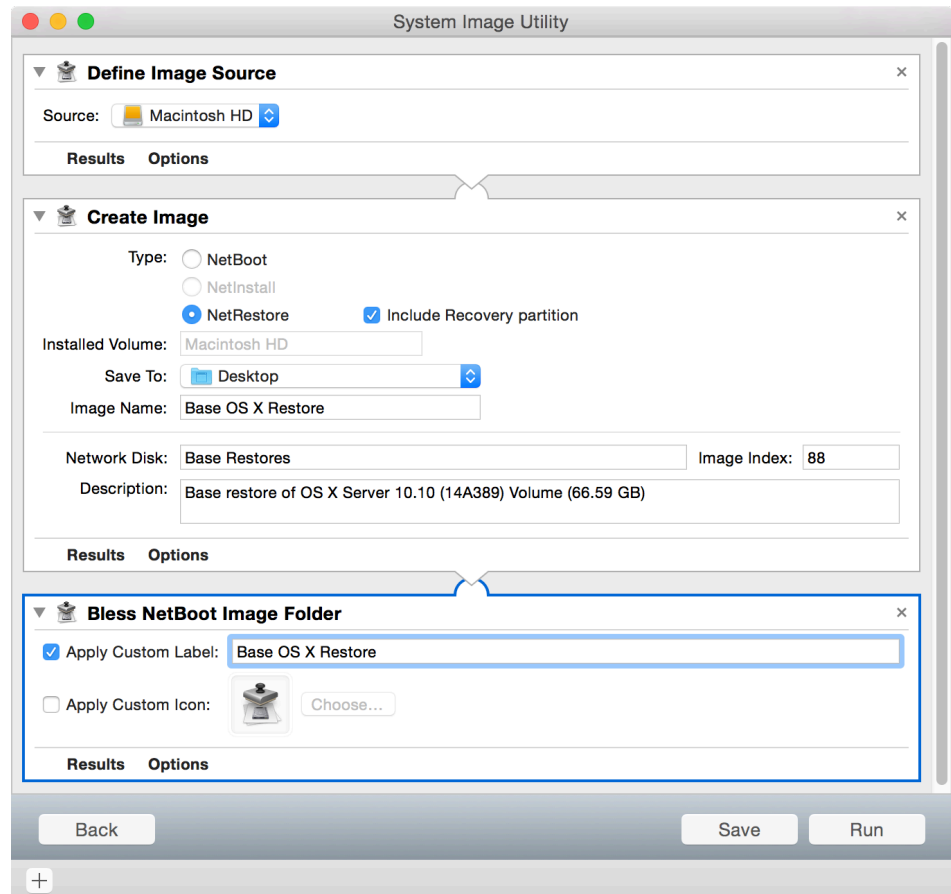 System Image Utility
Define Image Source
Source: Macintosh HD
Results Options
Create Image
Type: NetBoot
NetInstall
NetRestore Include Recovery partition
Installed Volume: Macintosh HD
Save To: Desktop
Image Name: Base OS X Restore
Network Disk: Base Restores Image Index: 88
Description: Base restore of OS X Server 10.10 (14A389) Volume (66.59 GB)
Results Options
Bless NetBoot Image Folder
Apply Custom Label: Base OS X Restore
Apply Custom Icon: Choose...
Results Options
Back Save Run